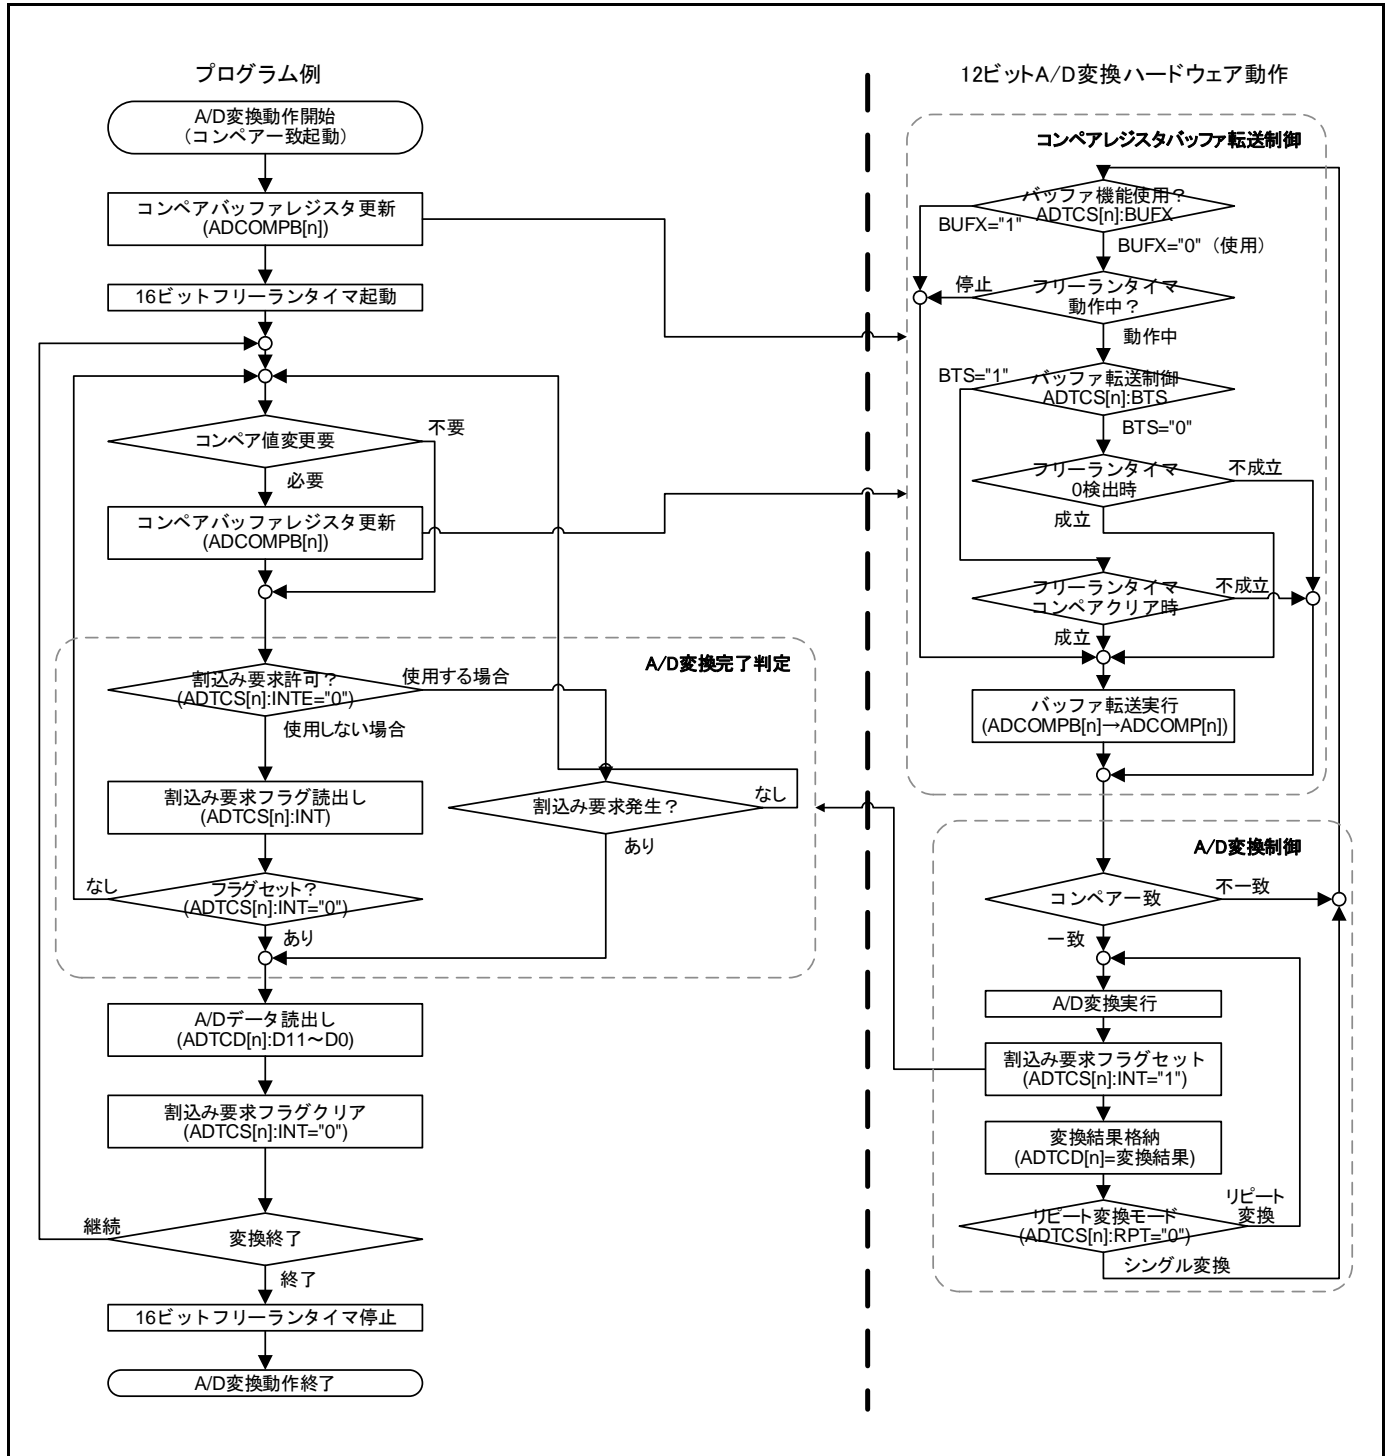 プログラム例
A/D変換動作開始
(コンペア一致起動)
コンペアバッファレジスタ更新
(ADCOMPB[n])
16ビットフリーランタイマ起動
コンペア値変更要
不要
必要
コンペアバッファレジスタ更新
(ADCOMPB[n])
A/D変換完了判定
割込み要求許可?
(ADTCS[n]:INTE="0")
使用する場合
使用しない場合
割込み要求フラグ読出し
(ADTCS[n]:INT)
割込み要求発生?
なし
あり
フラグセット?
(ADTCS[n]:INT="0")
なし
あり
A/Dデータ読出し
(ADTCD[n]:D11~D0)
割込み要求フラグクリア
(ADTCS[n]:INT="0")
変換終了
継続
終了
16ビットフリーランタイマ停止
A/D変換動作終了
12ビットA/D変換ハードウェア動作
コンペアレジスタバッファ転送制御
バッファ機能使用?
ADTCS[n]:BUFX
BUFX="1"
BUFX="0" (使用)
フリーランタイマ
動作中?
停止
動作中
バッファ転送制御
ADTCS[n]:BTS
BTS="1"
BTS="0"
フリーランタイマ
0検出時
不成立
成立
フリーランタイマ
コンペアクリア時
不成立
成立
バッファ転送実行
(ADCOMPB[n]→ADCOMP[n])
A/D変換制御
コンペア一致
不一致
一致
A/D変換実行
割込み要求フラグセット
(ADTCS[n]:INT="1")
変換結果格納
(ADTCD[n]=変換結果)
リピート変換モード
(ADTCS[n]:RPT="0")
リピート
変換
シングル変換